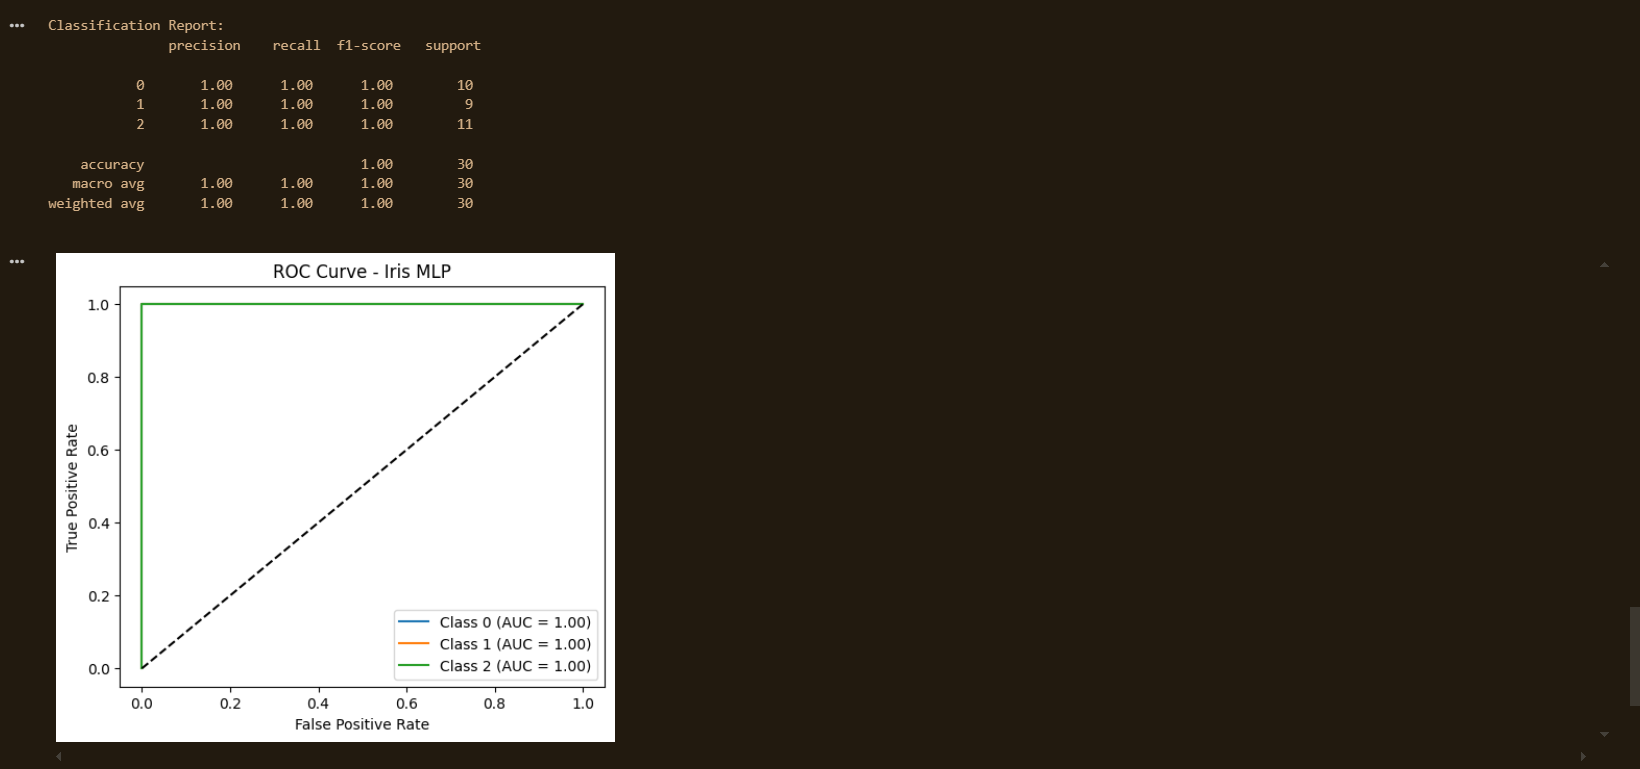 Classification Report:
precision recall f1-score support
0 1.00 1.00 1.00 10
1 1.00 1.00 1.00 9
2 1.00 1.00 1.00 11
accuracy 1.00 30
macro avg 1.00 1.00 1.00 30
weighted avg 1.00 1.00 1.00 30
ROC Curve - Iris MLP
1.0
0.8
0.6
0.4
0.2
0.0
True Positive Rate
Class 0 (AUC = 1.00)
Class 1 (AUC = 1.00)
Class 2 (AUC = 1.00)
0.0 0.2 0.4 0.6 0.8 1.0
False Positive Rate